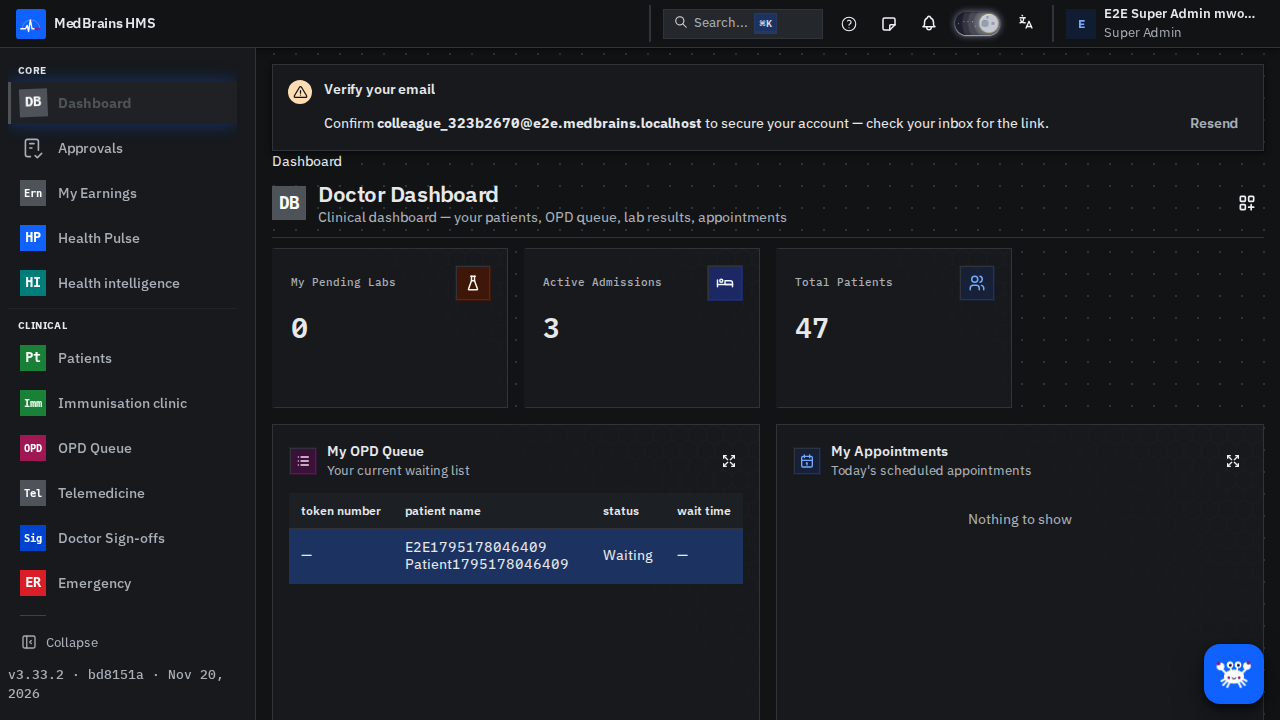 MedBrains HMS
Search...
⌘K
E
E2E Super Admin mwo...
Super Admin
CORE
DB Dashboard
Approvals
Ern My Earnings
HP Health Pulse
HI Health intelligence
CLINICAL
Pt Patients
Imm Immunisation clinic
OPD OPD Queue
Tel Telemedicine
Sig Doctor Sign-offs
ER Emergency
Collapse
v3.33.2 · bd8151a · Nov 20,
2026
Verify your email
Confirm colleague_323b2670@e2e.medbrains.localhost to secure your account — check your inbox for the link.
Resend
Dashboard
DB
Doctor Dashboard
Clinical dashboard — your patients, OPD queue, lab results, appointments
My Pending Labs
0
Active Admissions
3
Total Patients
47
My OPD Queue
Your current waiting list
token number patient name status wait time
— E2E1795178046409 Waiting —
Patient1795178046409
My Appointments
Today's scheduled appointments
Nothing to show